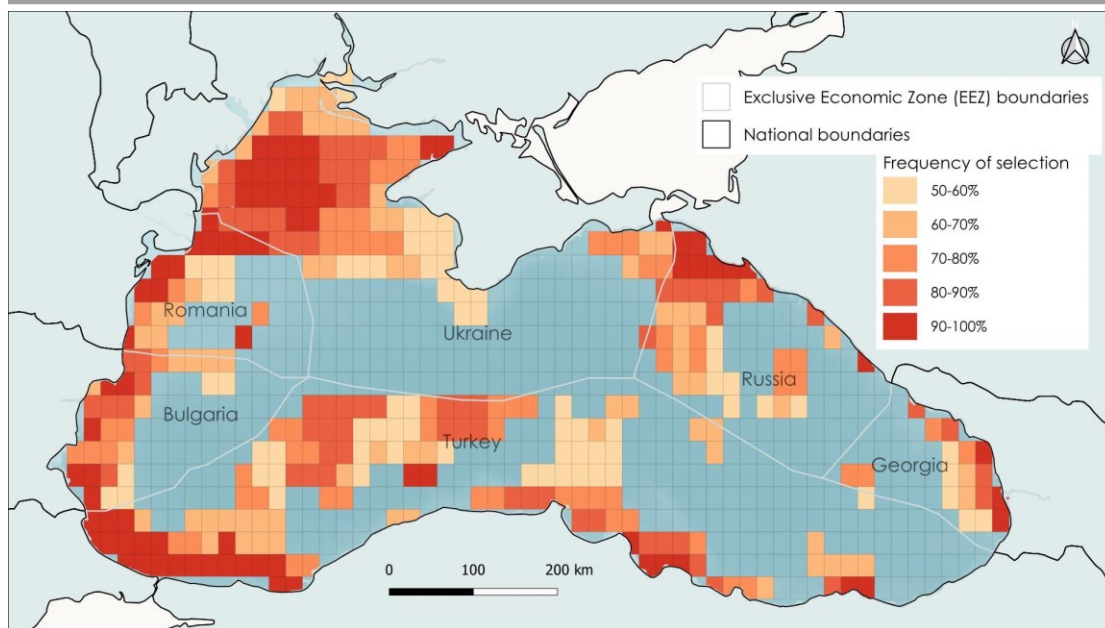 N
Exclusive Economic Zone (EEZ) boundaries
National boundaries
Frequency of selection
50-60%
60-70%
70-80%
80-90%
90-100%
Romania
Ukraine
Russia
Bulgaria
Turkey
Georgia
0 100 200 km